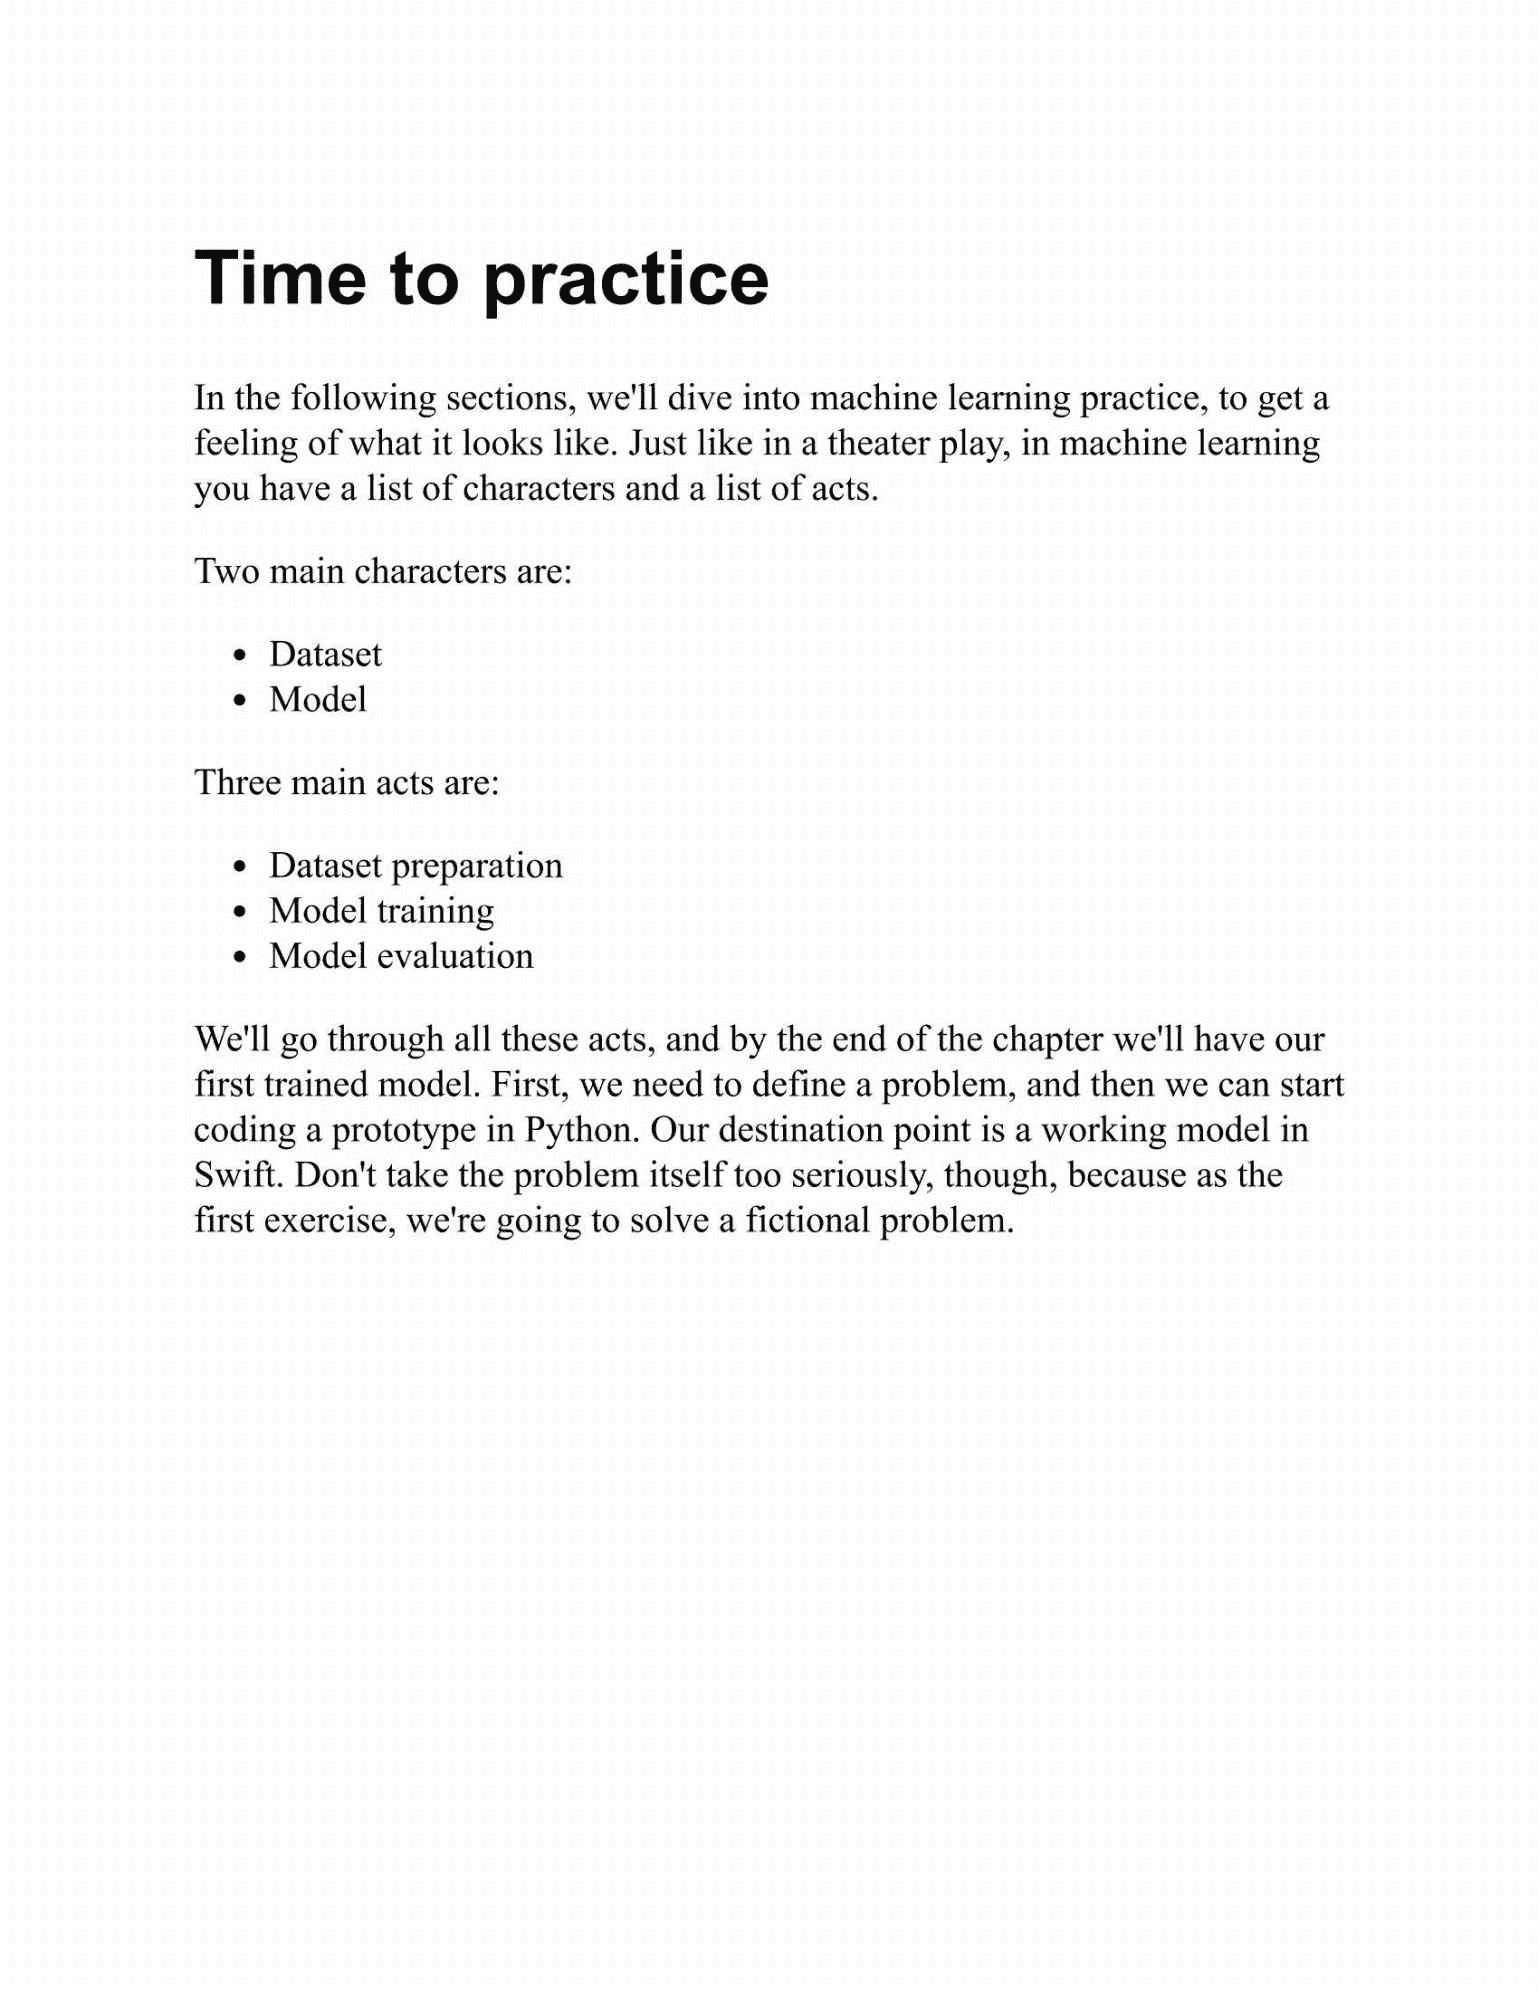 Time to practice
In the following sections, we'll dive into machine learning practice, to get a
feeling of what it looks like. Just like in a theater play, in machine learning
you have a list of characters and a list of acts.
Two main characters are:
• Dataset
• Model
Three main acts are:
• Dataset preparation
• Model training
• Model evaluation
We'll go through all these acts, and by the end of the chapter we'll have our
first trained model. First, we need to define a problem, and then we can start
coding a prototype in Python. Our destination point is a working model in
Swift. Don't take the problem itself too seriously, though, because as the
first exercise, we're going to solve a fictional problem.